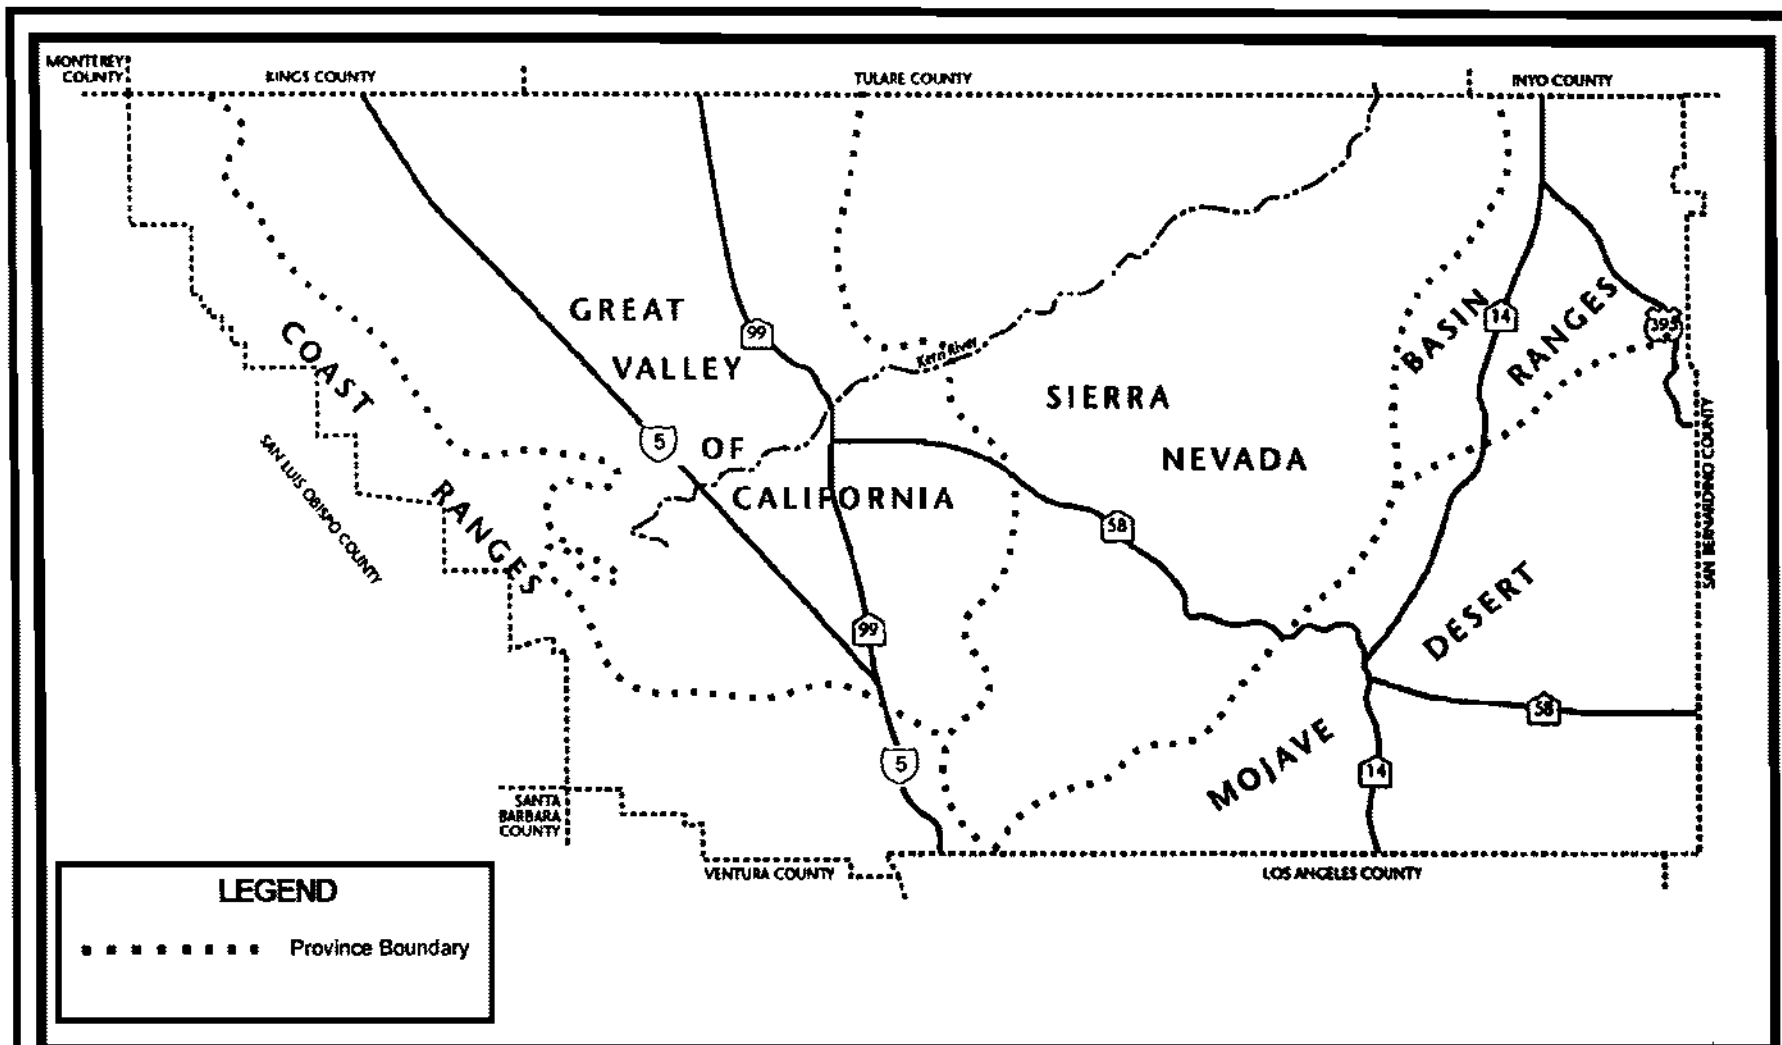 MONTEREY
COUNTY
KINGS COUNTY
TULARE COUNTY
INYO COUNTY
GREAT
VALLEY
OF
CALIFORNIA
99
5
Kern River
SIERRA
NEVADA
BASIN
RANGES
14
395
COAST
RANGES
SAN LUIS OBISPO COUNTY
58
SAN BERNARDINO COUNTY
99
DESERT
MOJAVE
58
5
14
SANTA
BARBARA
COUNTY
VENTURA COUNTY
LOS ANGELES COUNTY
LEGEND
Province Boundary